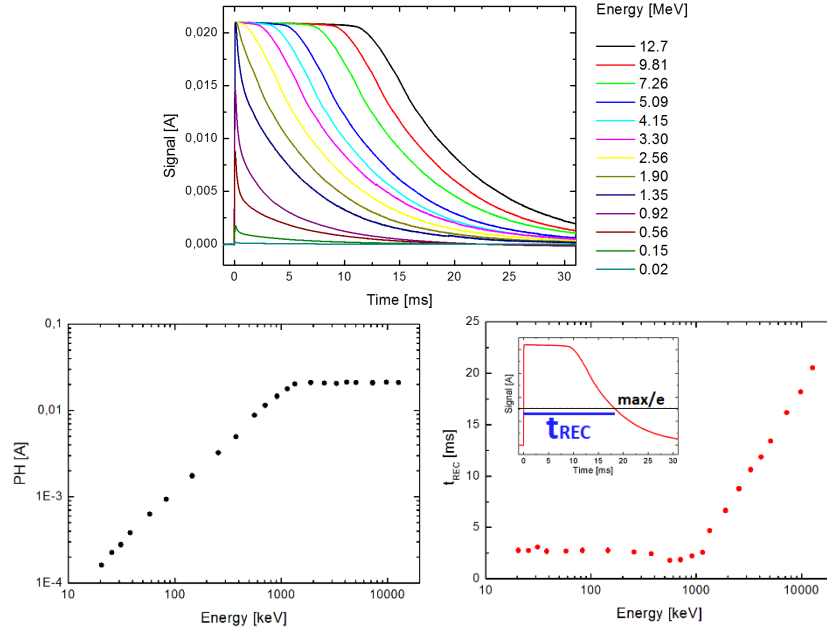 Energy [MeV]
0,020
0,015
0,010
0,005
0,000
Signal [A]
0 5 10 15 20 25 30
Time [ms]
12.7
9.81
7.26
5.09
4.15
3.30
2.56
1.90
1.35
0.92
0.56
0.15
0.02
0,1
0,01
1E-3
1E-4
PH [A]
10 100 1000 10000
Energy [keV]
25
20
15
10
5
0
t_REC [ms]
10 100 1000 10000
Energy [keV]
Signal [A]
max/e
tREC
0 5 10 15 20 25 30
Time [ms]